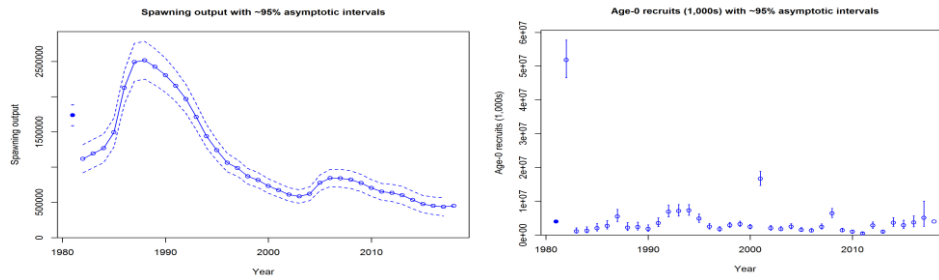 Spawning output with ~95% asymptotic intervals
Spawning output
2500000
1500000
500000
0
1980
1990
2000
2010
Year
Age-0 recruits (1,000s) with ~95% asymptotic intervals
Age-0 recruits (1,000s)
6e+07
5e+07
4e+07
3e+07
2e+07
1e+07
0e+00
1980
1990
2000
2010
Year